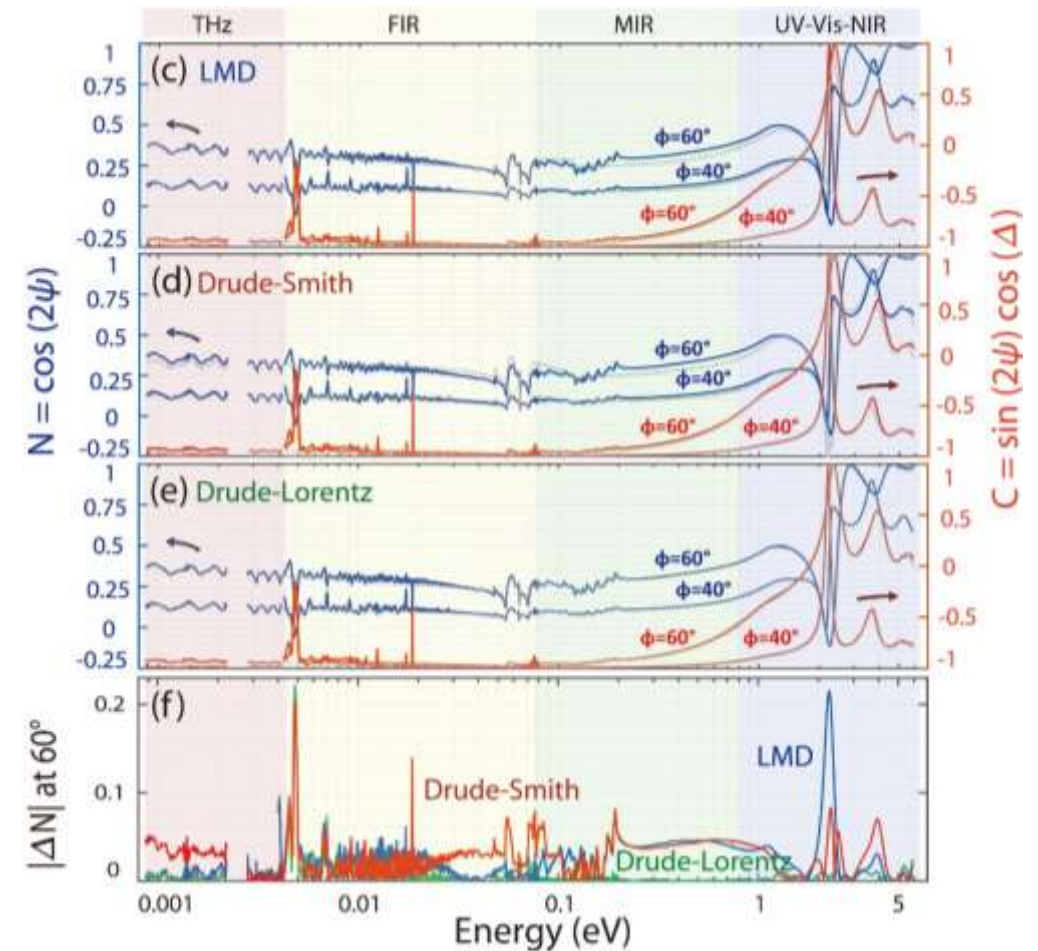 THz FIR MIR UV-Vis-NIR
(c) LMD
1
0.75
0.5
0.25
0
-0.25
1
0.5
0
-0.5
-1
ϕ=60°
ϕ=40°
ϕ=60°
ϕ=40°
(d) Drude-Smith
1
0.75
0.5
0.25
0
-0.25
1
0.5
0
-0.5
-1
ϕ=60°
ϕ=40°
ϕ=60°
ϕ=40°
(e) Drude-Lorentz
1
0.75
0.5
0.25
0
-0.25
1
0.5
0
-0.5
-1
ϕ=60°
ϕ=40°
ϕ=60°
ϕ=40°
N = cos (2ψ)
C = sin (2ψ) cos (Δ)
(f)
0.2
0.1
0
|ΔN| at 60°
LMD
Drude-Smith
Drude-Lorentz
0.001 0.01 0.1 1 5
Energy (eV)